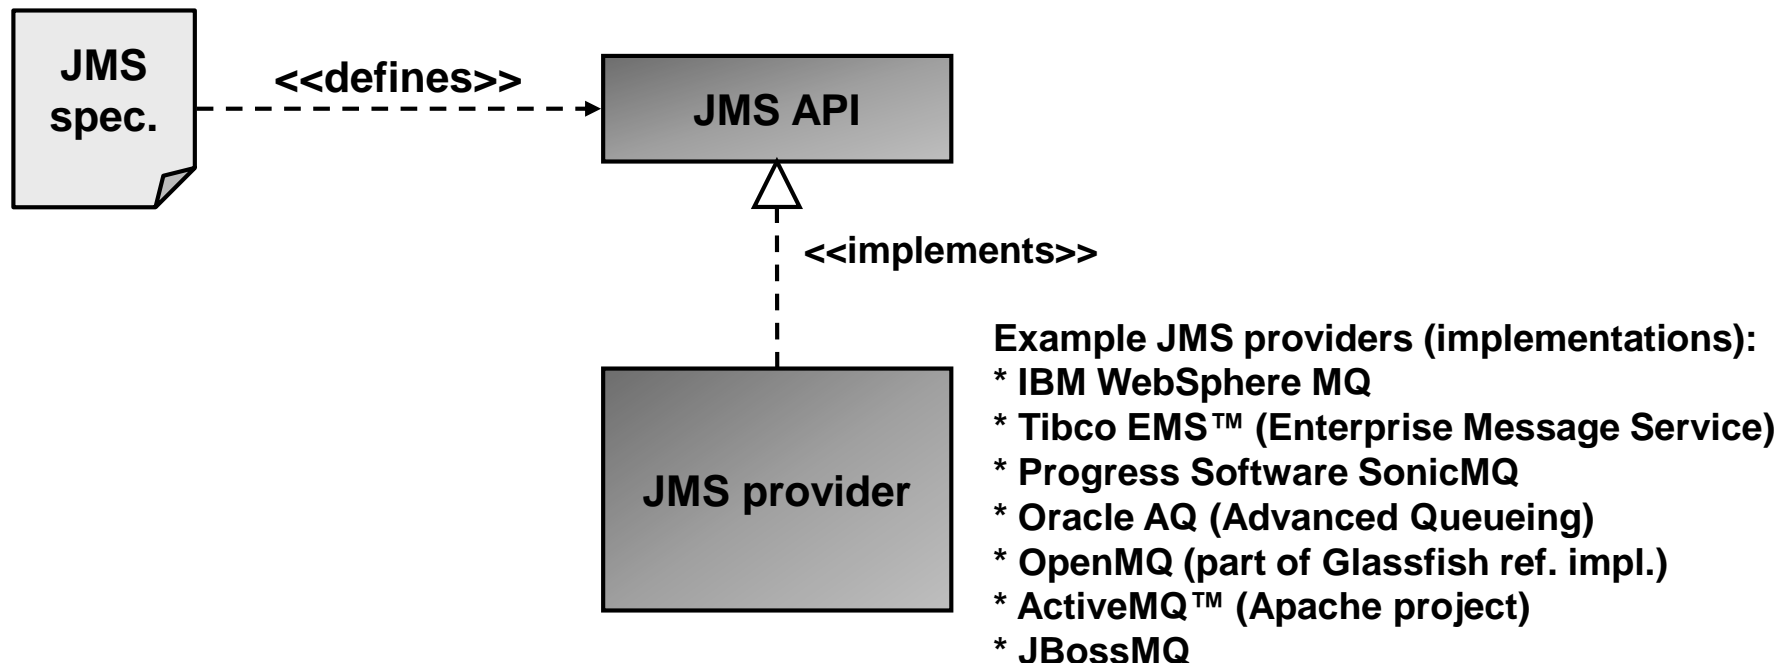 JMS
spec.
<<defines>>
JMS API
<<implements>>
JMS provider
Example JMS providers (implementations):
* IBM WebSphere MQ
* Tibco EMS™ (Enterprise Message Service)
* Progress Software SonicMQ
* Oracle AQ (Advanced Queueing)
* OpenMQ (part of Glassfish ref. impl.)
* ActiveMQ™ (Apache project)
* JBossMQ